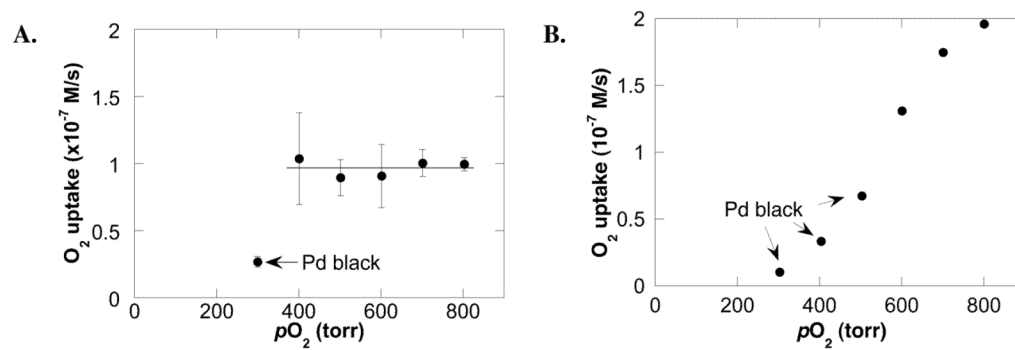 A.
O2 uptake (x10-7 M/s)
2
1.5
1
0.5
0
Pd black
0 200 400 600 800
pO2 (torr)
B.
O2 uptake (10-7 M/s)
2
1.5
1
0.5
0
Pd black
0 200 400 600 800
pO2 (torr)